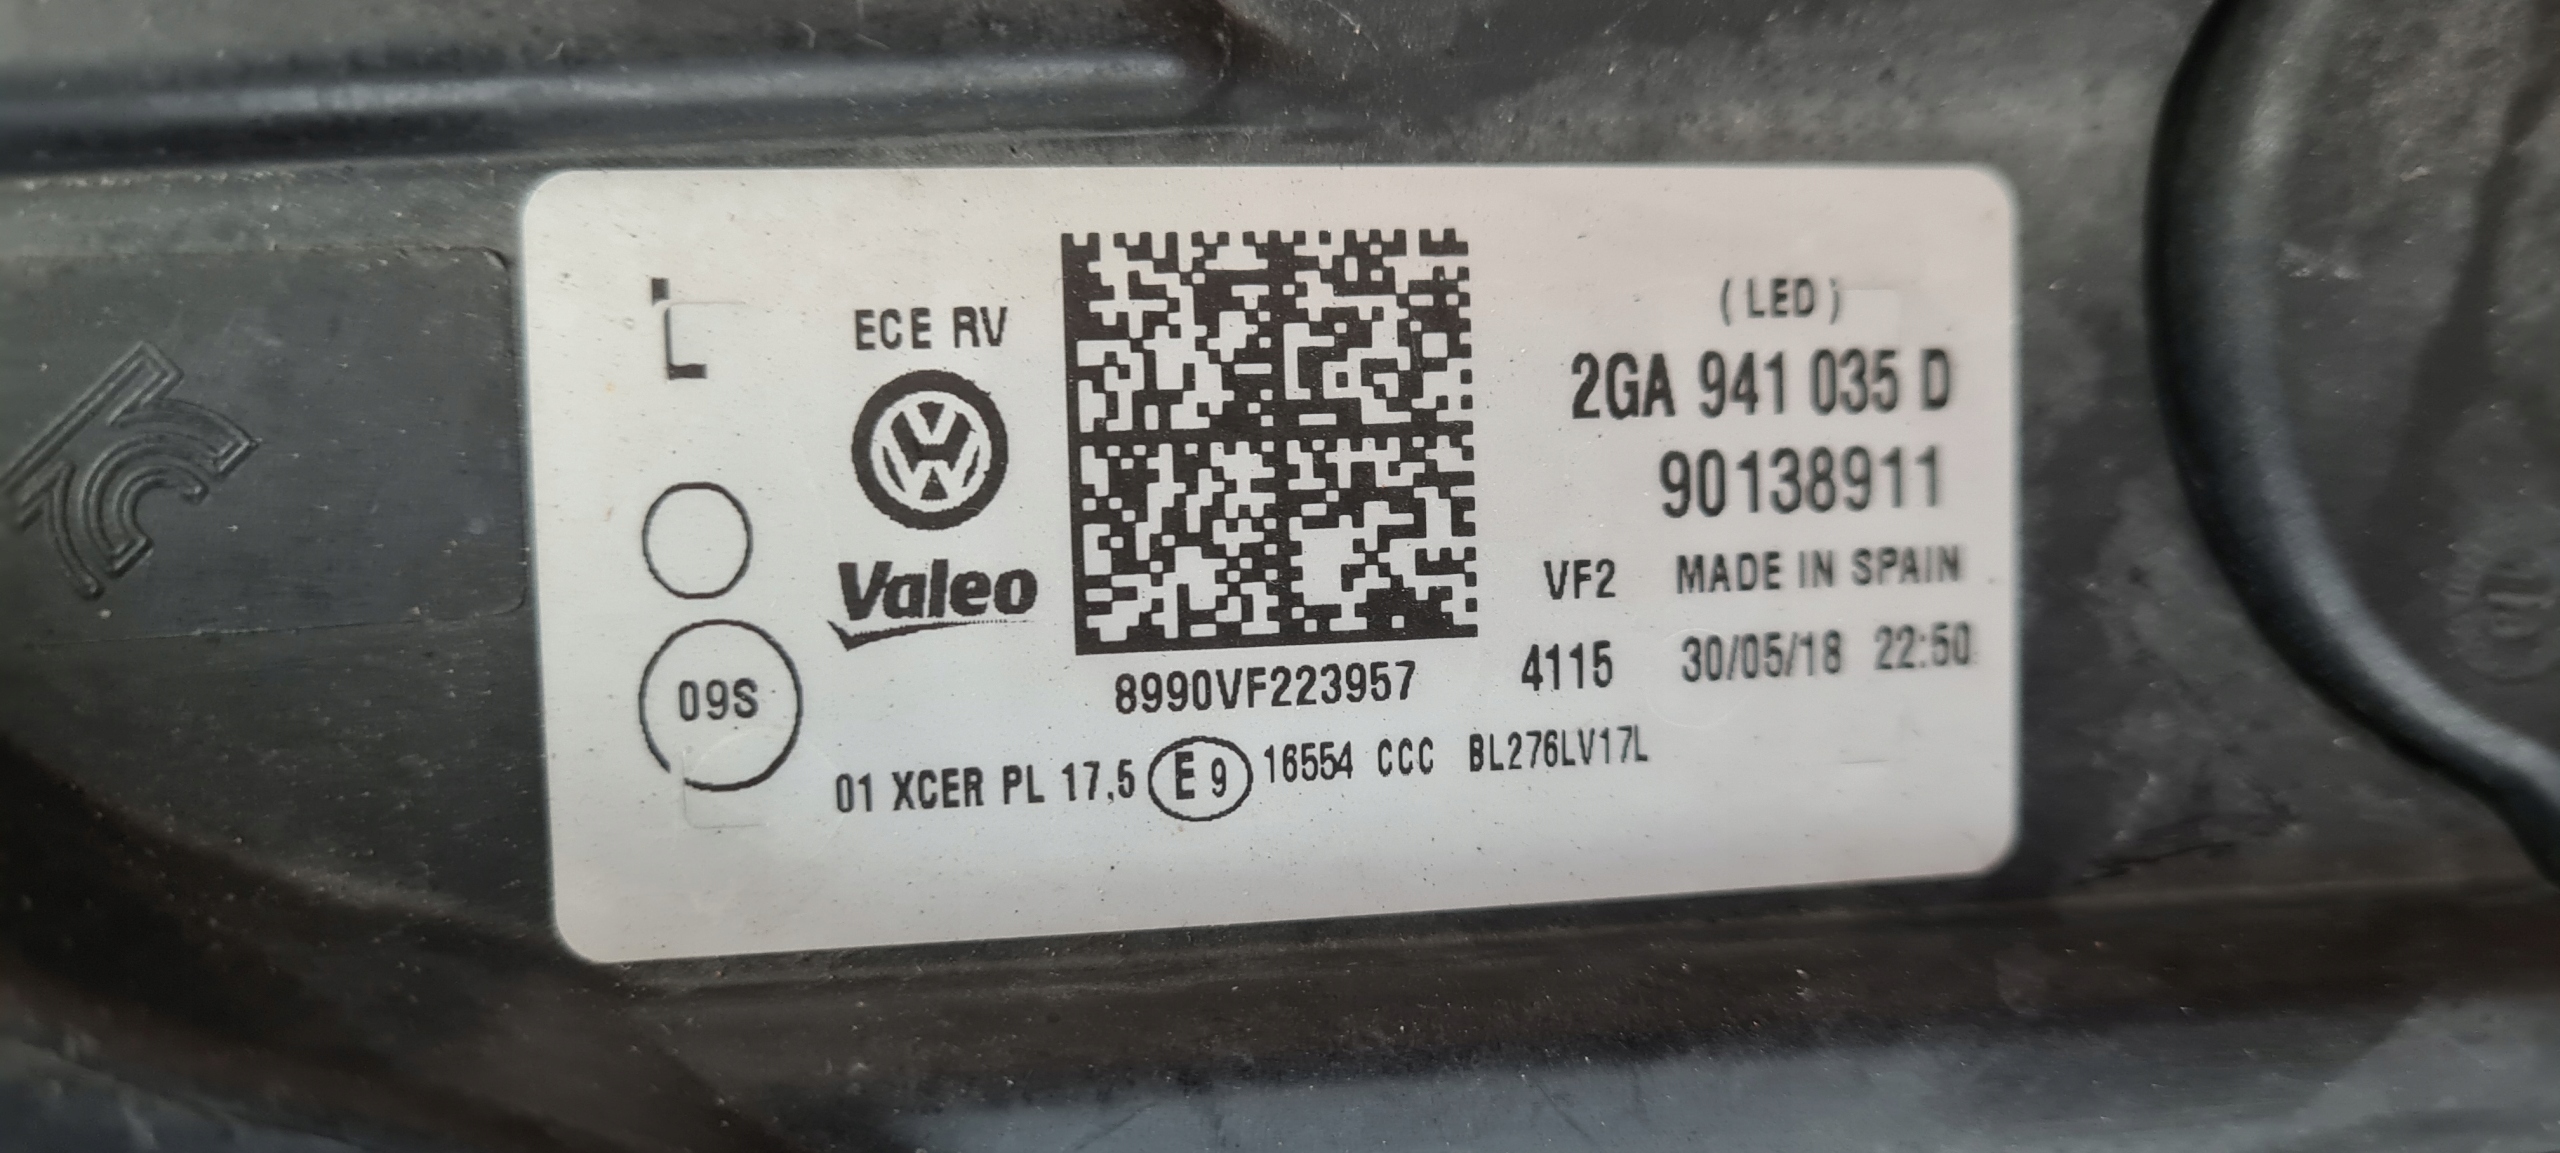 L
ECE RV
(LED)
2GA 941 035 D
90138911
Valeo
VF2 MADE IN SPAIN
09S
8990VF223957
4115 30/05/18 22:50
01 XCER PL 17,5 E 9 16554 CCC BL276LV17L